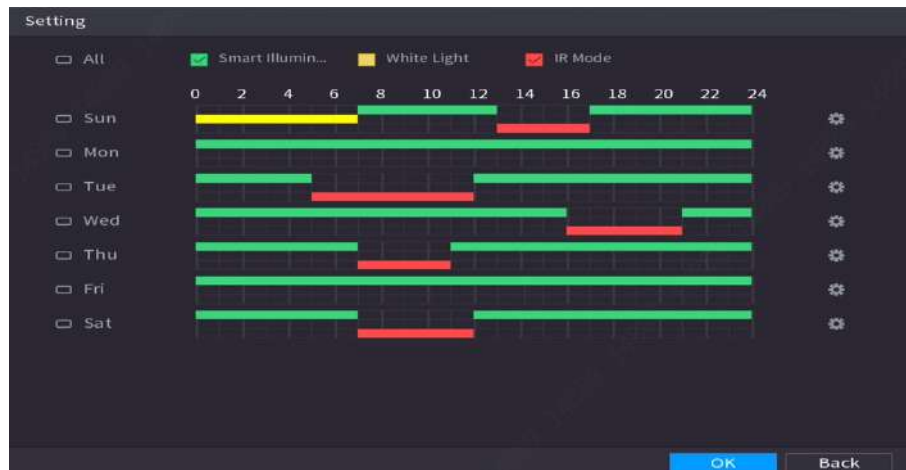 Setting
All Smart Illumin... White Light IR Mode
0 2 4 6 8 10 12 14 16 18 20 22 24
Sun
Mon
Tue
Wed
Thu
Fri
Sat
OK Back